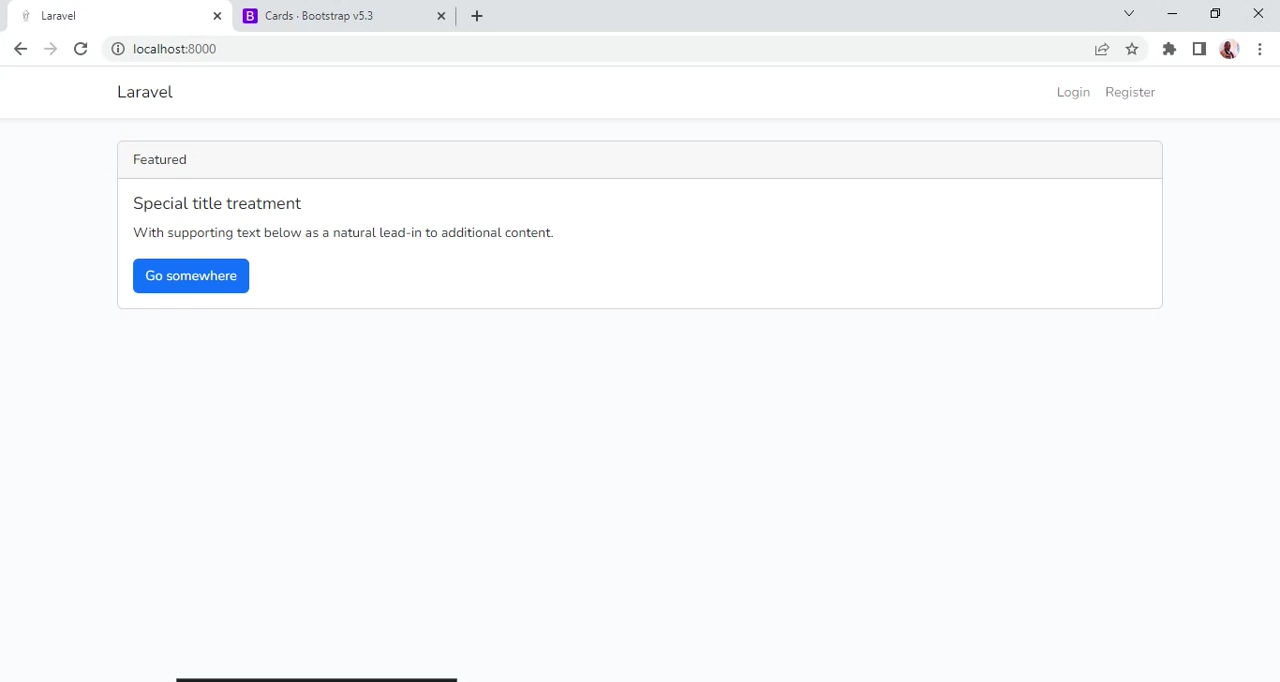 Laravel
Cards · Bootstrap v5.3
localhost:8000
Laravel
Login Register
Featured
Special title treatment
With supporting text below as a natural lead-in to additional content.
Go somewhere